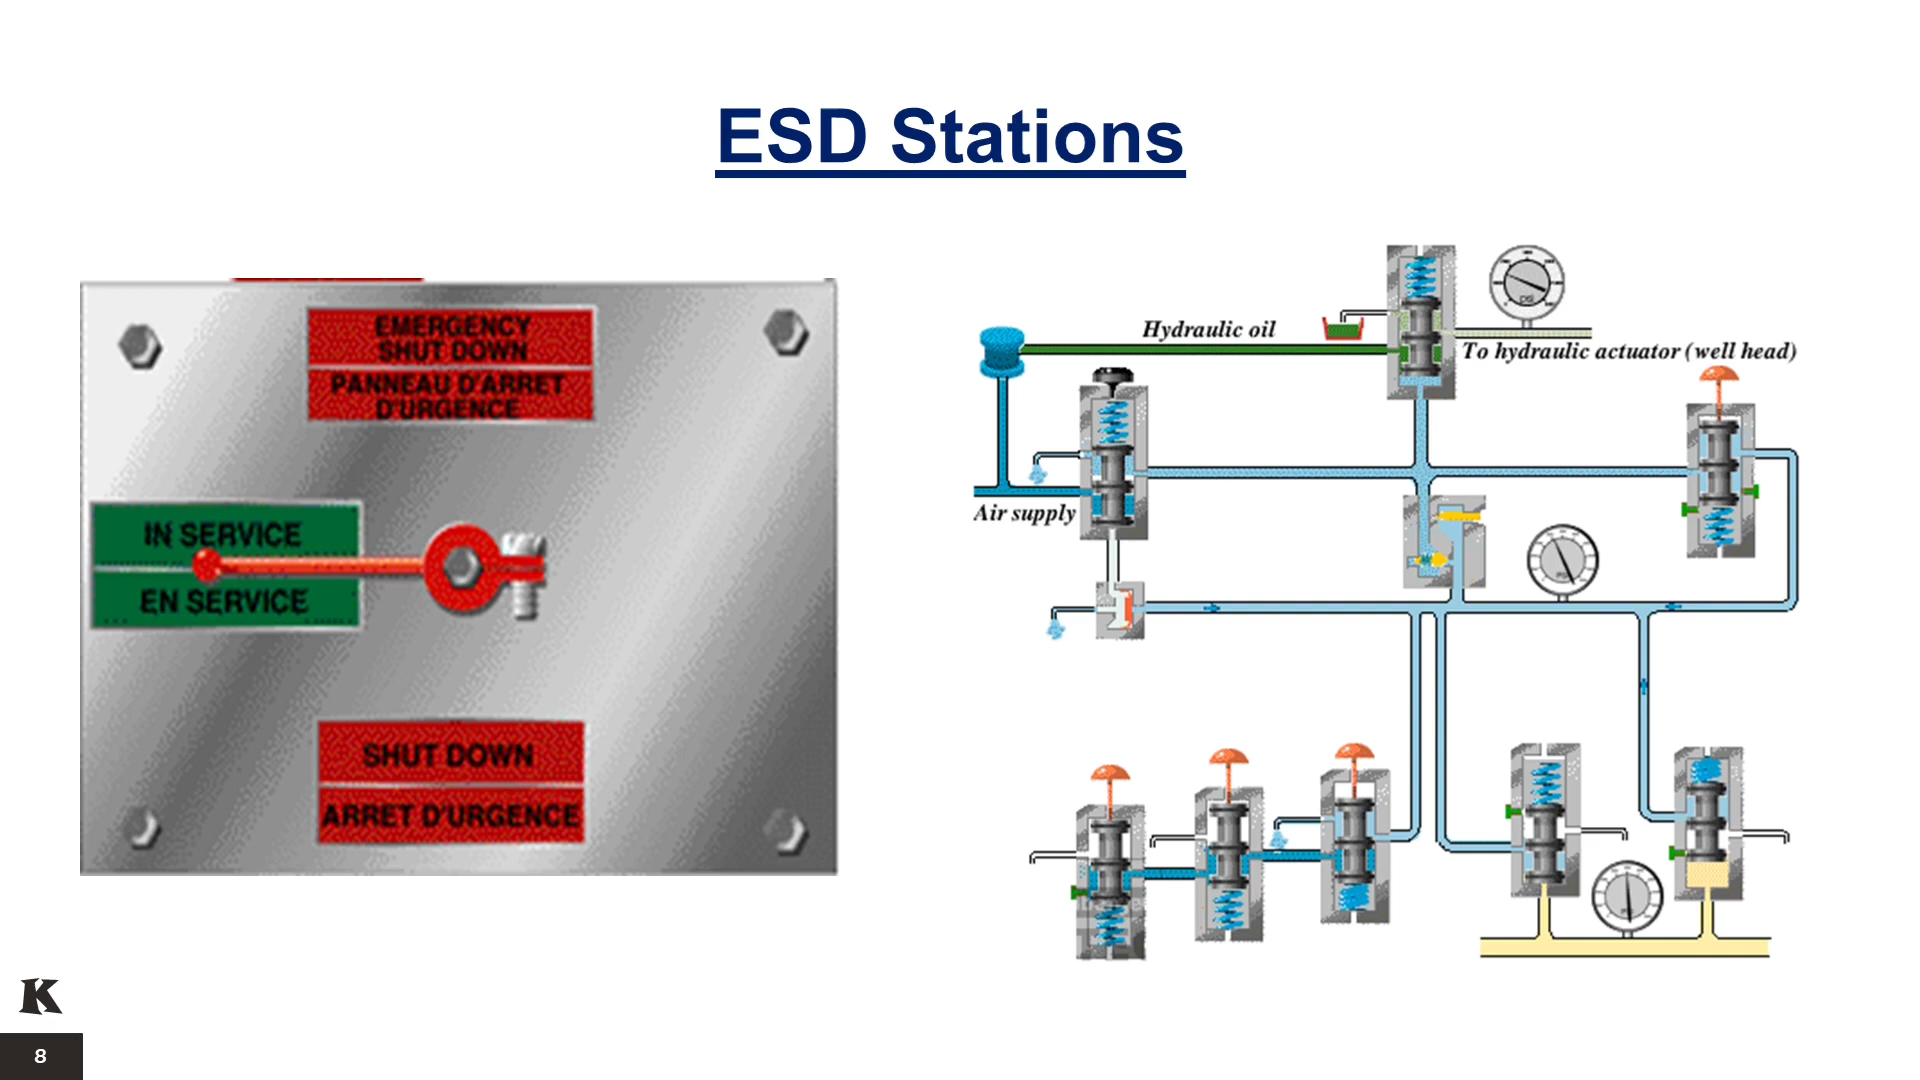 ESD Stations
EMERGENCY
SHUT DOWN
PANNEAU D'ARRET
D'URGENCE
IN SERVICE
EN SERVICE
SHUT DOWN
ARRET D'URGENCE
Hydraulic oil
To hydraulic actuator (well head)
Air supply
PSI
K
8